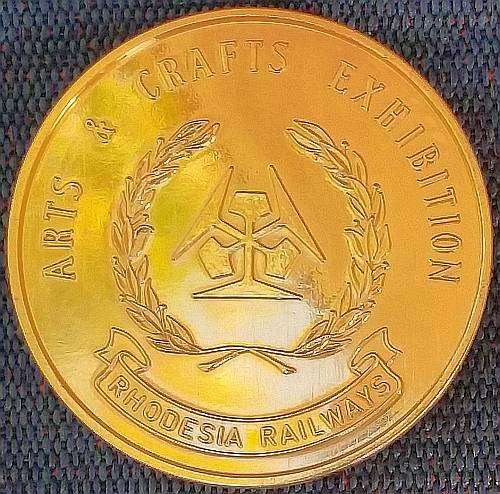 ARTS & CRAFTS EXHIBITION
RHODESIA RAILWAYS